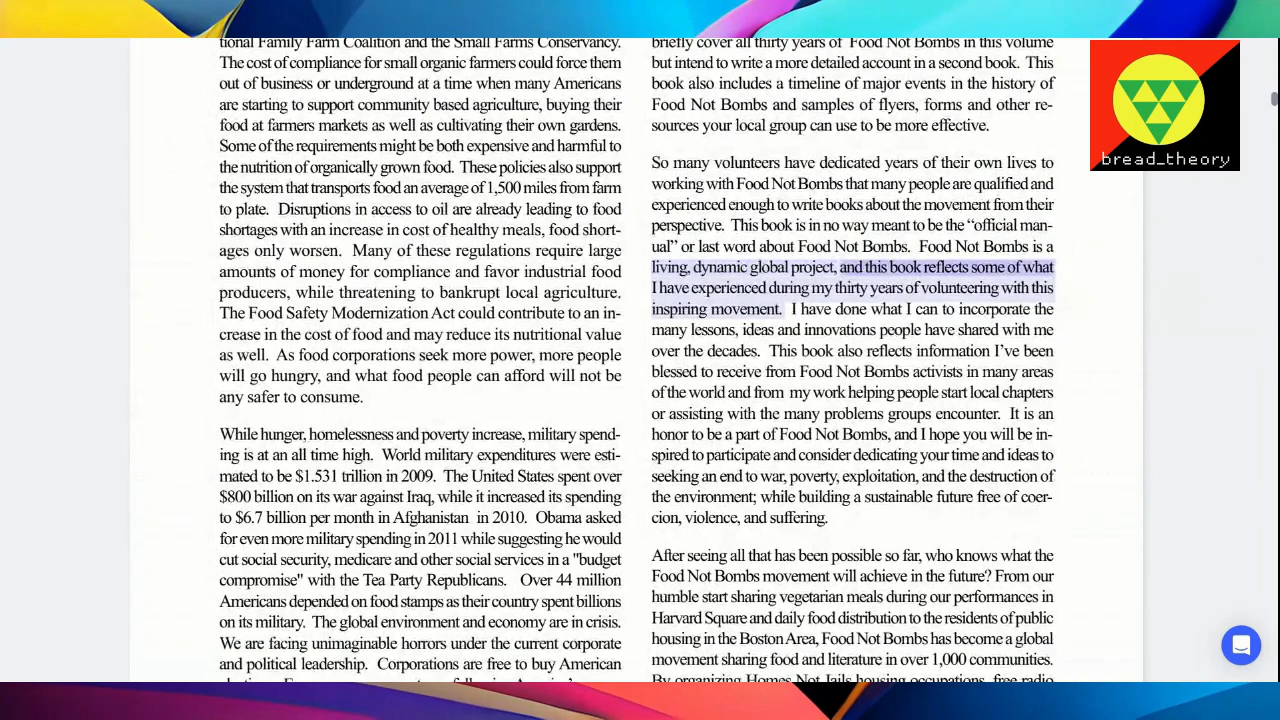 tional Family Farm Coalition and the Small Farms Conservancy.
The cost of compliance for small organic farmers could force them
out of business or underground at a time when many Americans
are starting to support community based agriculture, buying their
food at farmers markets as well as cultivating their own gardens.
Some of the requirements might be both expensive and harmful to
the nutrition of organically grown food.  These policies also support
the system that transports food an average of 1,500 miles from farm
to plate.  Disruptions in access to oil are already leading to food
shortages with an increase in cost of healthy meals, food short-
ages only worsen.  Many of these regulations require large
amounts of money for compliance and favor industrial food
producers, while threatening to bankrupt local agriculture.
The Food Safety Modernization Act could contribute to an in-
crease in the cost of food and may reduce its nutritional value
as well.  As food corporations seek more power, more people
will go hungry, and what food people can afford will not be
any safer to consume.
While hunger, homelessness and poverty increase, military spend-
ing is at an all time high.  World military expenditures were esti-
mated to be $1.531 trillion in 2009.  The United States spent over
$800 billion on its war against Iraq, while it increased its spending
to $6.7 billion per month in Afghanistan  in 2010.  Obama asked
for even more military spending in 2011 while suggesting he would
cut social security, medicare and other social services in a "budget
compromise" with the Tea Party Republicans.   Over 44 million
Americans depended on food stamps as their country spent billions
on its military.  The global environment and economy are in crisis.
We are facing unimaginable horrors under the current corporate
and political leadership.  Corporations are free to buy American
briefly cover all thirty years of  Food Not Bombs in this volume
but intend to write a more detailed account in a second book.  This
book also includes a timeline of major events in the history of
Food Not Bombs and samples of flyers, forms and other re-
sources your local group can use to be more effective.
So many volunteers have dedicated years of their own lives to
working with Food Not Bombs that many people are qualified and
experienced enough to write books about the movement from their
perspective.  This book is in no way meant to be the “official man-
ual” or last word about Food Not Bombs.  Food Not Bombs is a
living, dynamic global project, and this book reflects some of what
I have experienced during my thirty years of volunteering with this
inspiring movement.  I have done what I can to incorporate the
many lessons, ideas and innovations people have shared with me
over the decades.  This book also reflects information I’ve been
blessed to receive from Food Not Bombs activists in many areas
of the world and from  my work helping people start local chapters
or assisting with the many problems groups encounter.  It is an
honor to be a part of Food Not Bombs, and I hope you will be in-
spired to participate and consider dedicating your time and ideas to
seeking an end to war, poverty, exploitation, and the destruction of
the environment; while building a sustainable future free of coer-
cion, violence, and suffering.
After seeing all that has been possible so far, who knows what the
Food Not Bombs movement will achieve in the future? From our
humble start sharing vegetarian meals during our performances in
Harvard Square and daily food distribution to the residents of public
housing in the Boston Area, Food Not Bombs has become a global
movement sharing food and literature in over 1,000 communities.
By organizing Homes Not Jails housing occupations, free radio
bread_theory